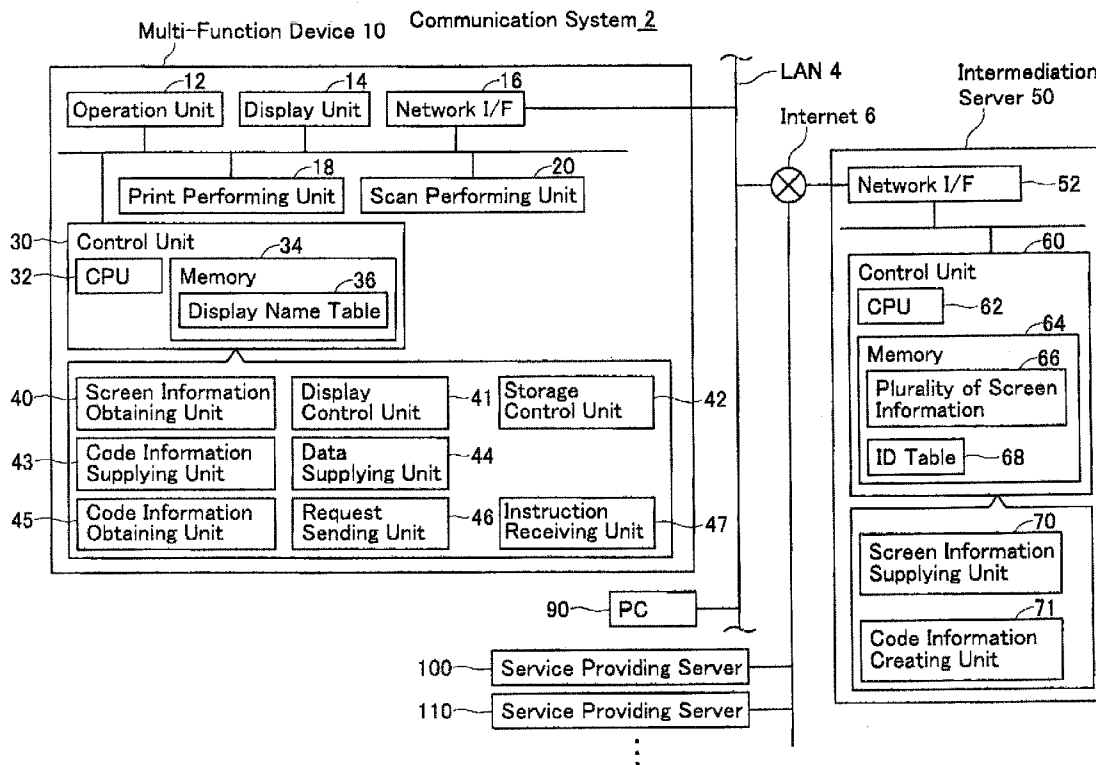 Communication System 2
Multi-Function Device 10
12
14
16
Operation Unit
Display Unit
Network I/F
LAN 4
Internet 6
Intermediation
Server 50
18
20
Print Performing Unit
Scan Performing Unit
Network I/F
52
30
Control Unit
34
32
CPU
Memory
36
Display Name Table
60
Control Unit
CPU
62
64
Memory
66
Plurality of Screen
Information
ID Table
68
40
Screen Information
Obtaining Unit
Display
Control Unit
41
Storage
Control Unit
42
43
Code Information
Supplying Unit
Data
Supplying Unit
44
45
Code Information
Obtaining Unit
Request
Sending Unit
46
Instruction
Receiving Unit
47
70
Screen Information
Supplying Unit
71
Code Information
Creating Unit
90
PC
100
Service Providing Server
110
Service Providing Server